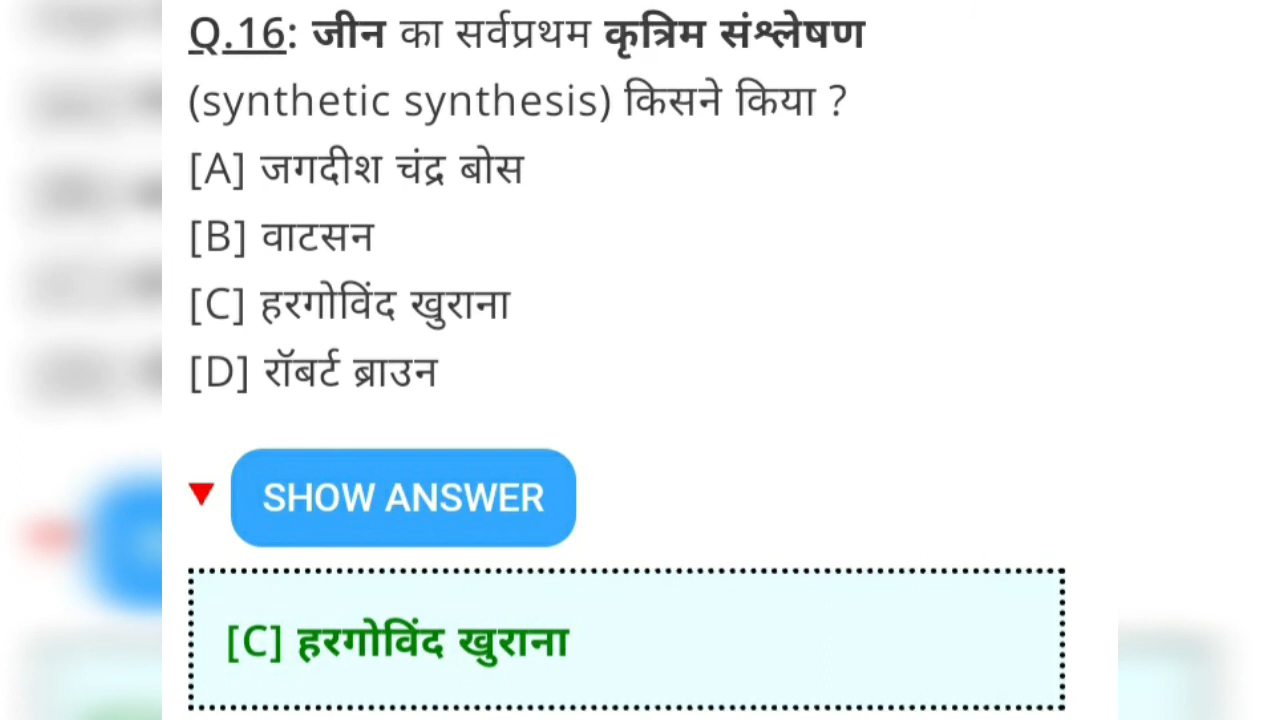 Q.16: जीन का सर्वप्रथम कृत्रिम संश्लेषण
(synthetic synthesis) किसने किया ?
[A] जगदीश चंद्र बोस
[B] वाटसन
[C] हरगोविंद खुराना
[D] रॉबर्ट ब्राउन
SHOW ANSWER
[C] हरगोविंद खुराना